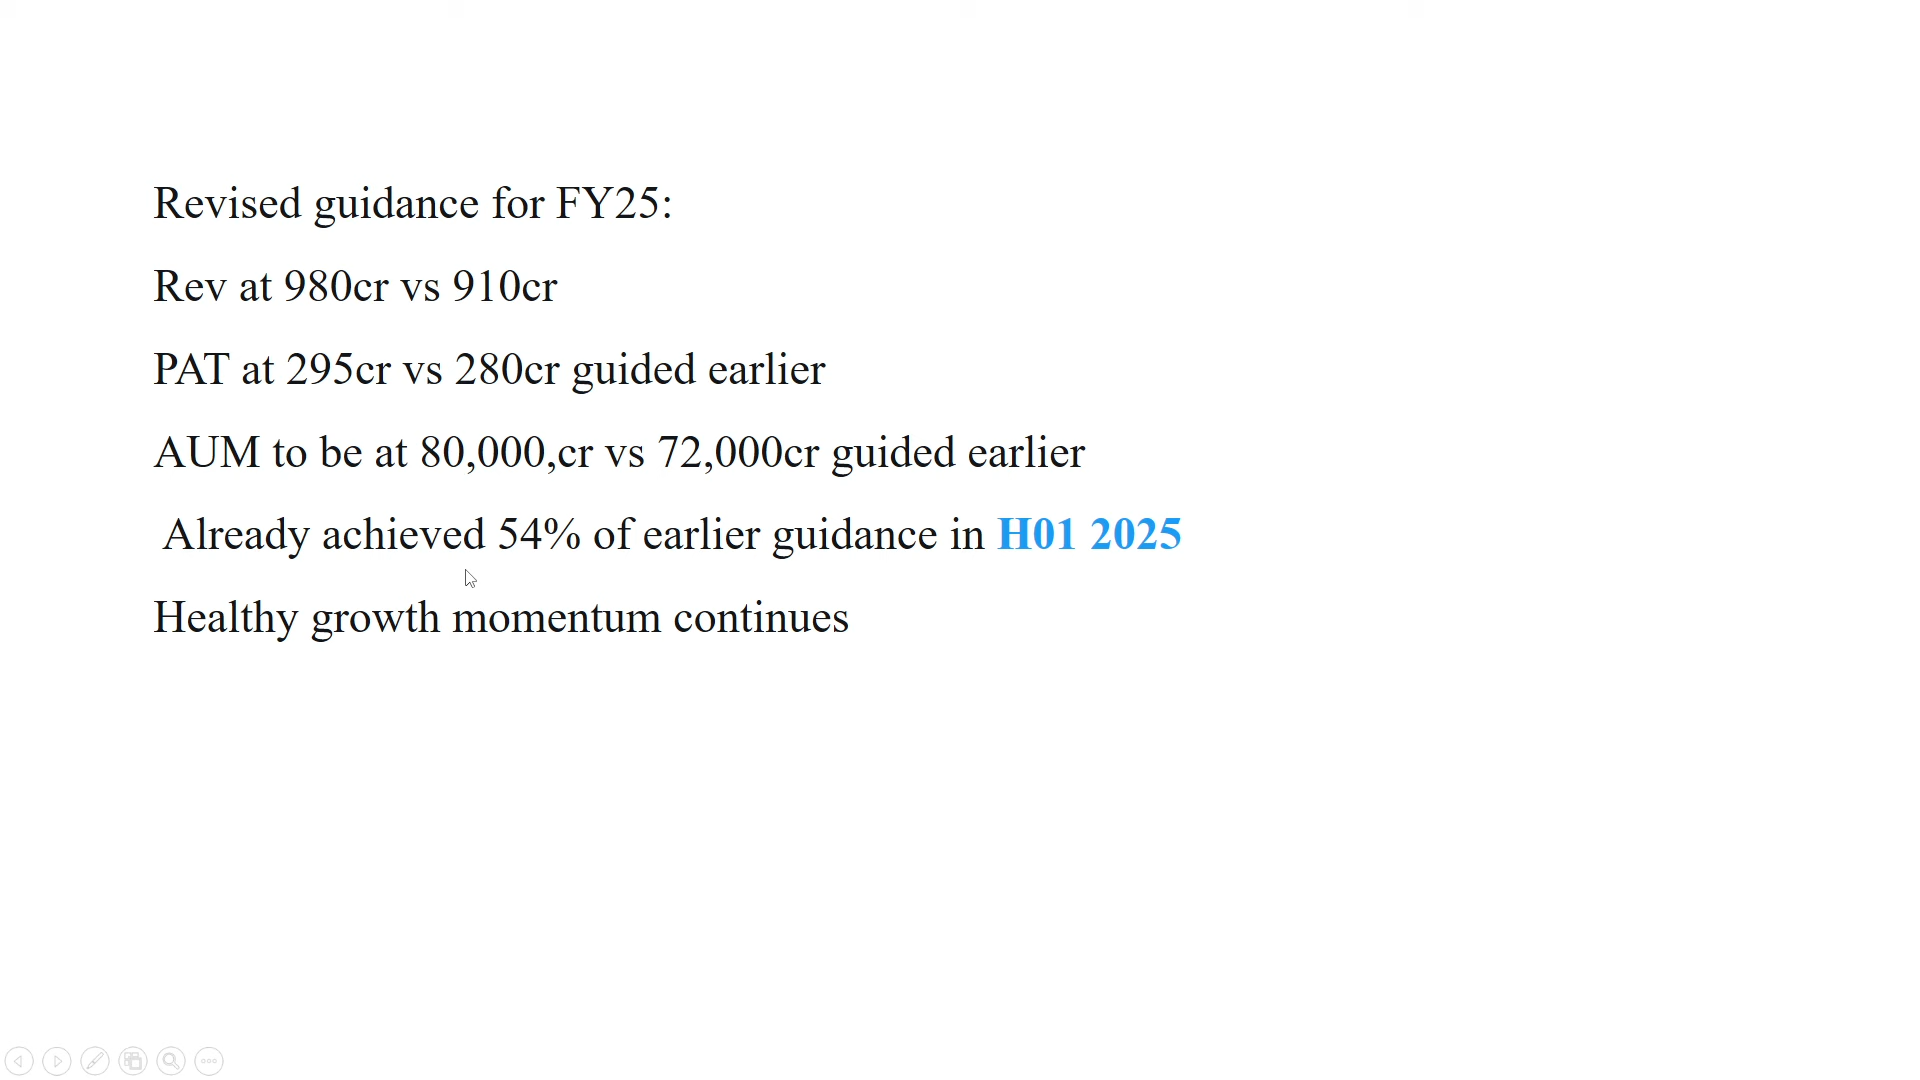 Revised guidance for FY25:
Rev at 980cr vs 910cr
PAT at 295cr vs 280cr guided earlier
AUM to be at 80,000,cr vs 72,000cr guided earlier
Already achieved 54% of earlier guidance in H01 2025
Healthy growth momentum continues